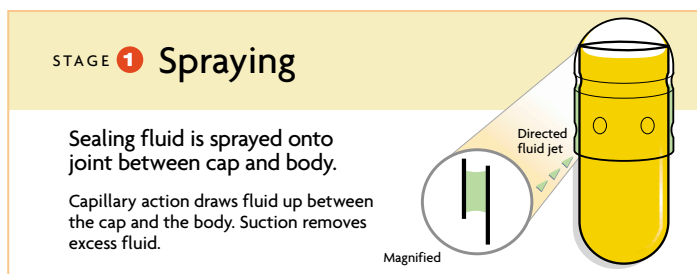 STAGE 1 Spraying
Sealing fluid is sprayed onto
joint between cap and body.
Capillary action draws fluid up between
the cap and the body. Suction removes
excess fluid.
Directed
fluid jet
Magnified